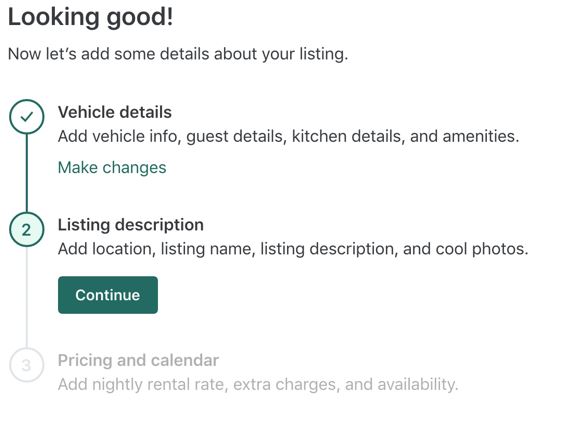 Looking good!
Now let’s add some details about your listing.
Vehicle details
Add vehicle info, guest details, kitchen details, and amenities.
Make changes
2
Listing description
Add location, listing name, listing description, and cool photos.
Continue
3
Pricing and calendar
Add nightly rental rate, extra charges, and availability.